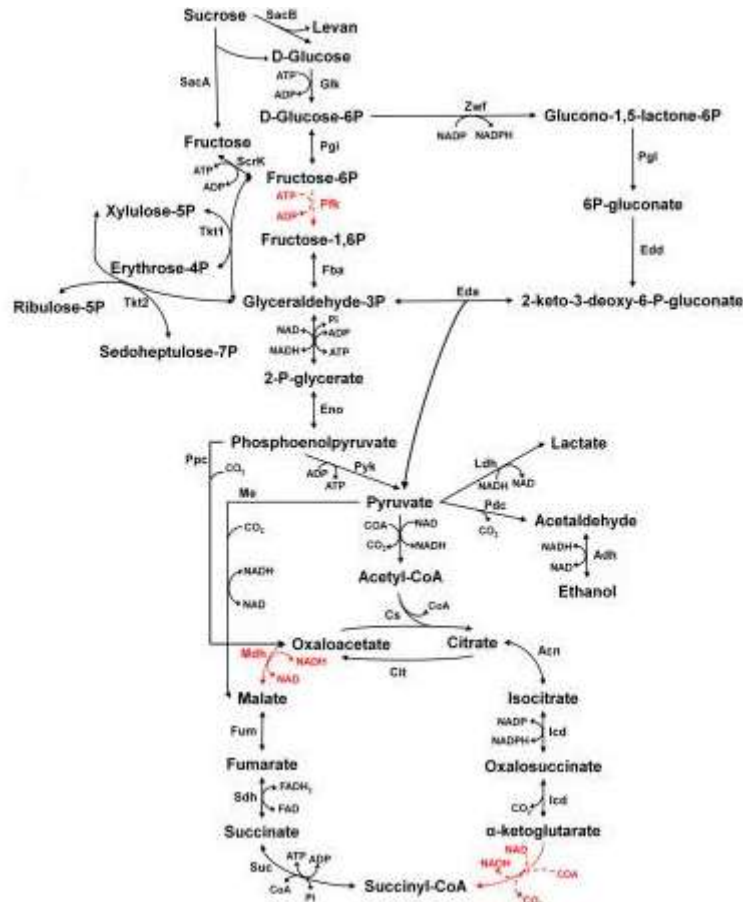 Sucrose
SacB
Levan
D-Glucose
SacA
ATP
ADP
Glk
D-Glucose-6P
Zwf
NADP
NADPH
Glucono-1,5-lactone-6P
Pgl
Fructose
ScrK
ATP
ADP
Pgi
Fructose-6P
ATP
ADP
Pfk
6P-gluconate
Xylulose-5P
Tkt1
Fructose-1,6P
Edd
Erythrose-4P
Fba
Ribulose-5P
Tkt2
Glyceraldehyde-3P
Eda
2-keto-3-deoxy-6-P-gluconate
Sedoheptulose-7P
NAD
NADH
Pi
ADP
ATP
2-P-glycerate
Eno
Phosphoenolpyruvate
Ppc
CO2
ADP
ATP
Pyk
Lactate
Ldh
NADH
NAD
Me
Pyruvate
Pdc
CO2
Acetaldehyde
CO2
COA
NAD
CO2
NADH
NADH
NAD
Adh
Acetyl-CoA
Ethanol
NADH
NAD
Cs
CoA
Oxaloacetate
Citrate
Mdh
NADH
NAD
Cit
Acn
Malate
Isocitrate
Fum
NADP
NADPH
Icd
Fumarate
Oxalosuccinate
Sdh
FADH2
FAD
CO2
Icd
Succinate
α-ketoglutarate
Suc
ATP
ADP
CoA
Pi
Succinyl-CoA
NAD
NADH
COA
CO2